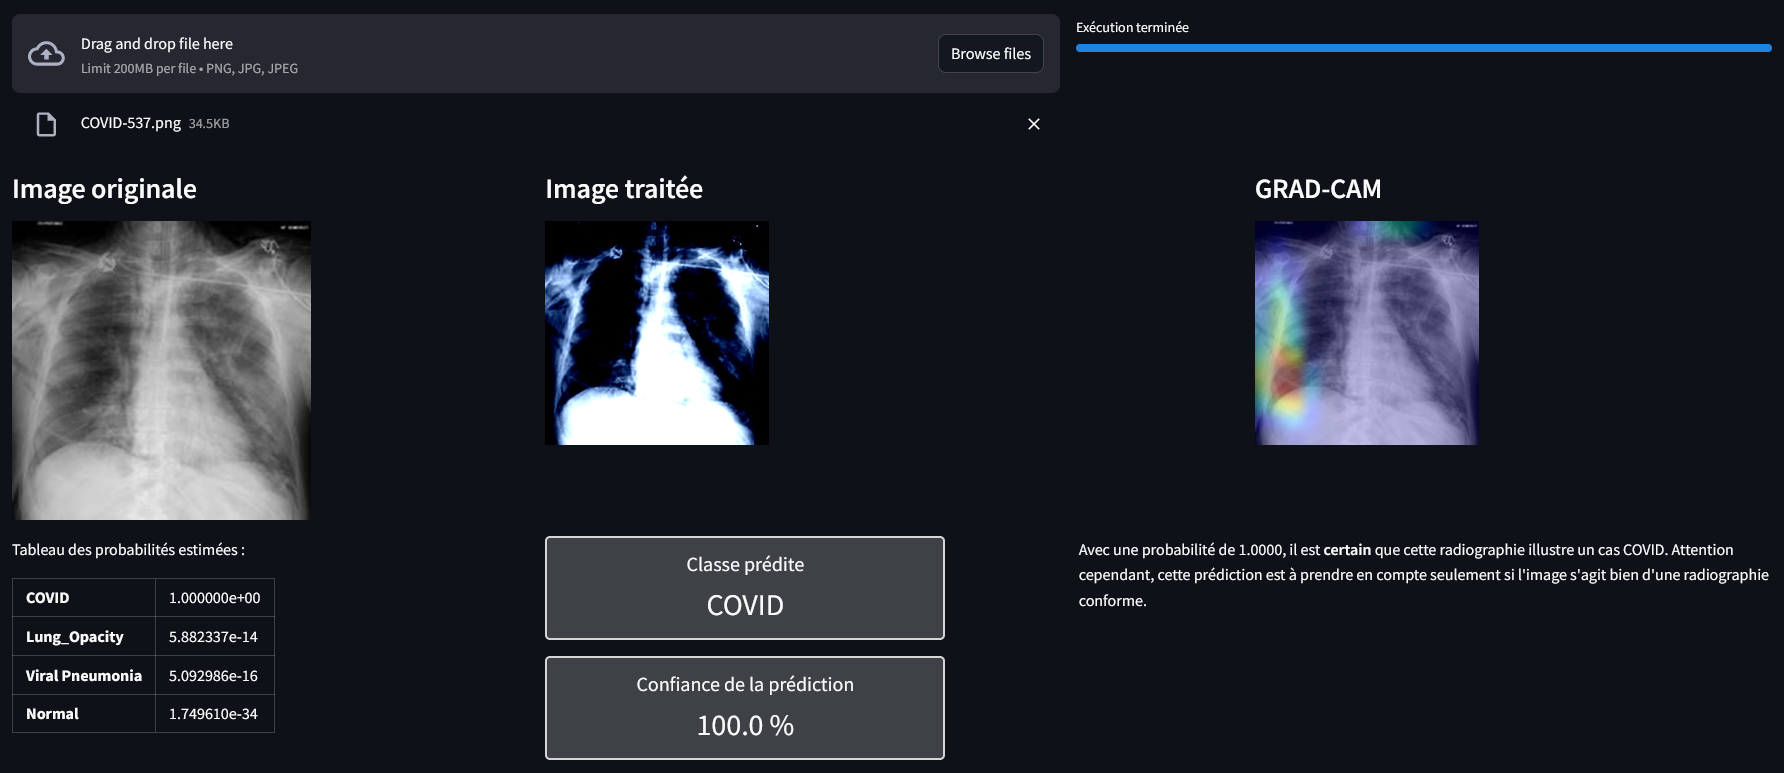 Drag and drop file here
Limit 200MB per file • PNG, JPG, JPEG
Browse files
Exécution terminée
COVID-537.png 34.5KB
Image originale
Image traitée
GRAD-CAM
Tableau des probabilités estimées :
COVID 1.000000e+00
Lung_Opacity 5.882337e-14
Viral Pneumonia 5.092986e-16
Normal 1.749610e-34
Classe prédite
COVID
Confiance de la prédiction
100.0 %
Avec une probabilité de 1.0000, il est certain que cette radiographie illustre un cas COVID. Attention
cependant, cette prédiction est à prendre en compte seulement si l'image s'agit bien d'une radiographie
conforme.